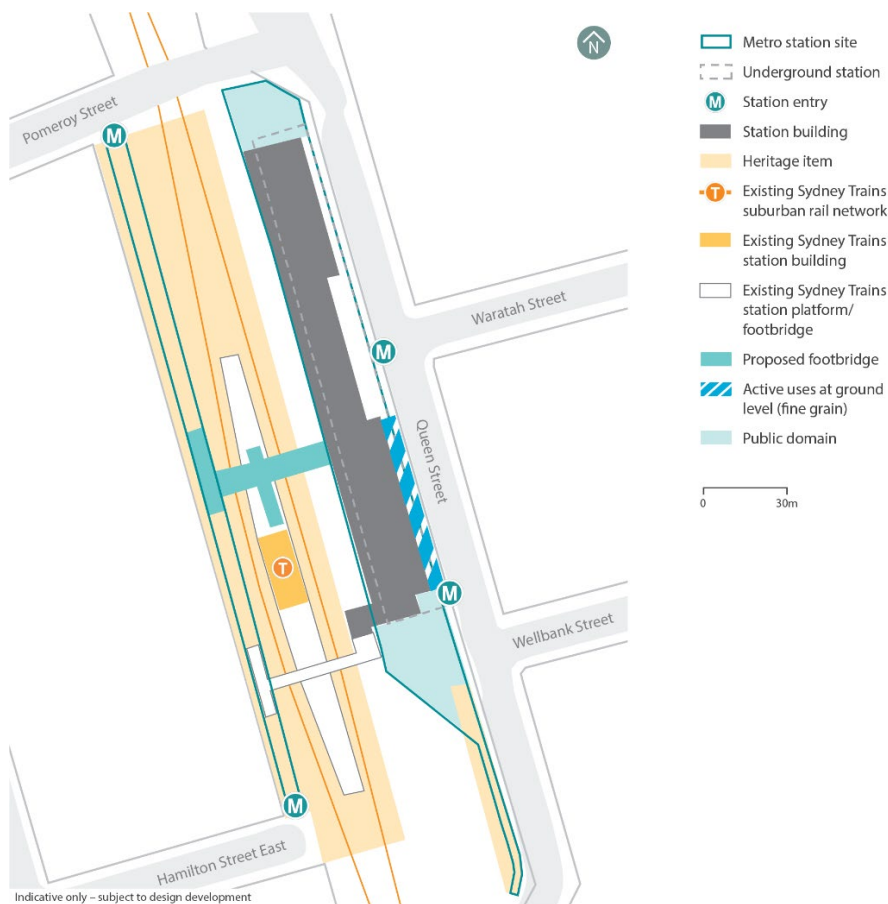 Pomeroy Street
N
M
M
Waratah Street
Queen Street
T
M
Wellbank Street
M
Hamilton Street East
Indicative only – subject to design development
Metro station site
Underground station
M
Station entry
Station building
Heritage item
T
Existing Sydney Trains
suburban rail network
Existing Sydney Trains
station building
Existing Sydney Trains
station platform/
footbridge
Proposed footbridge
Active uses at ground
level (fine grain)
Public domain
0 30m